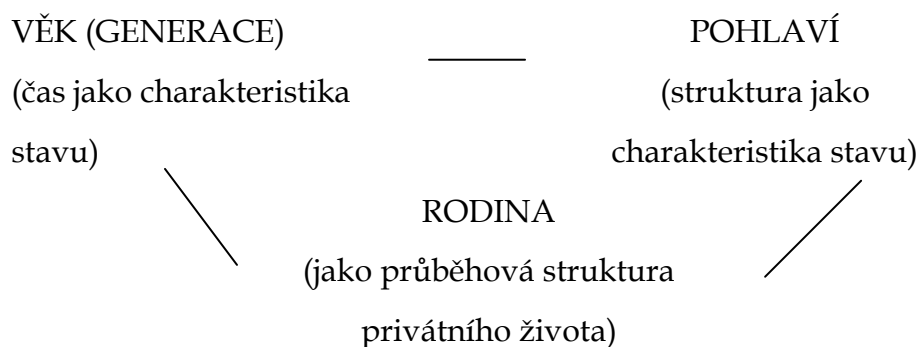 VĚK (GENERACE)
(čas jako charakteristika
stavu)
POHLAVÍ
(struktura jako
charakteristika stavu)
RODINA
(jako průběhová struktura
privátního života)